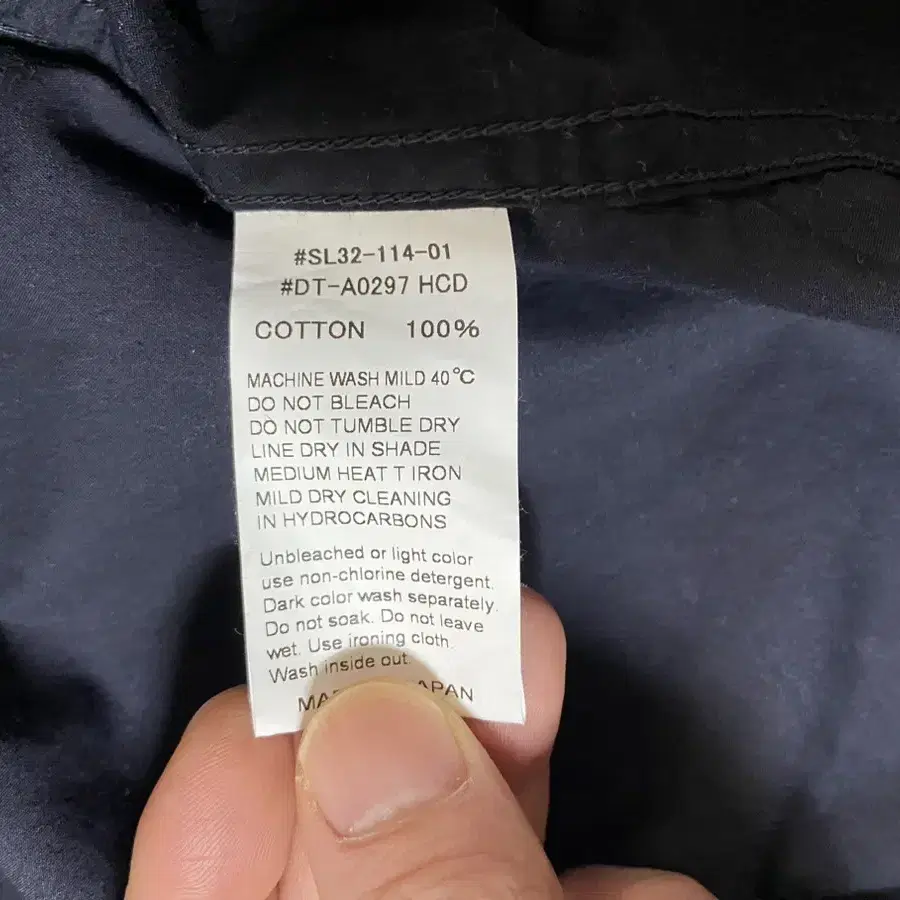 #SL32-114-01
#DT-A0297 HCD
COTTON 100%
MACHINE WASH MILD 40°C
DO NOT BLEACH
DO NOT TUMBLE DRY
LINE DRY IN SHADE
MEDIUM HEAT T IRON
MILD DRY CLEANING
IN HYDROCARBONS
Unbleached or light color
use non-chlorine detergent.
Dark color wash separately.
Do not soak. Do not leave
wet. Use ironing cloth.
Wash inside out.